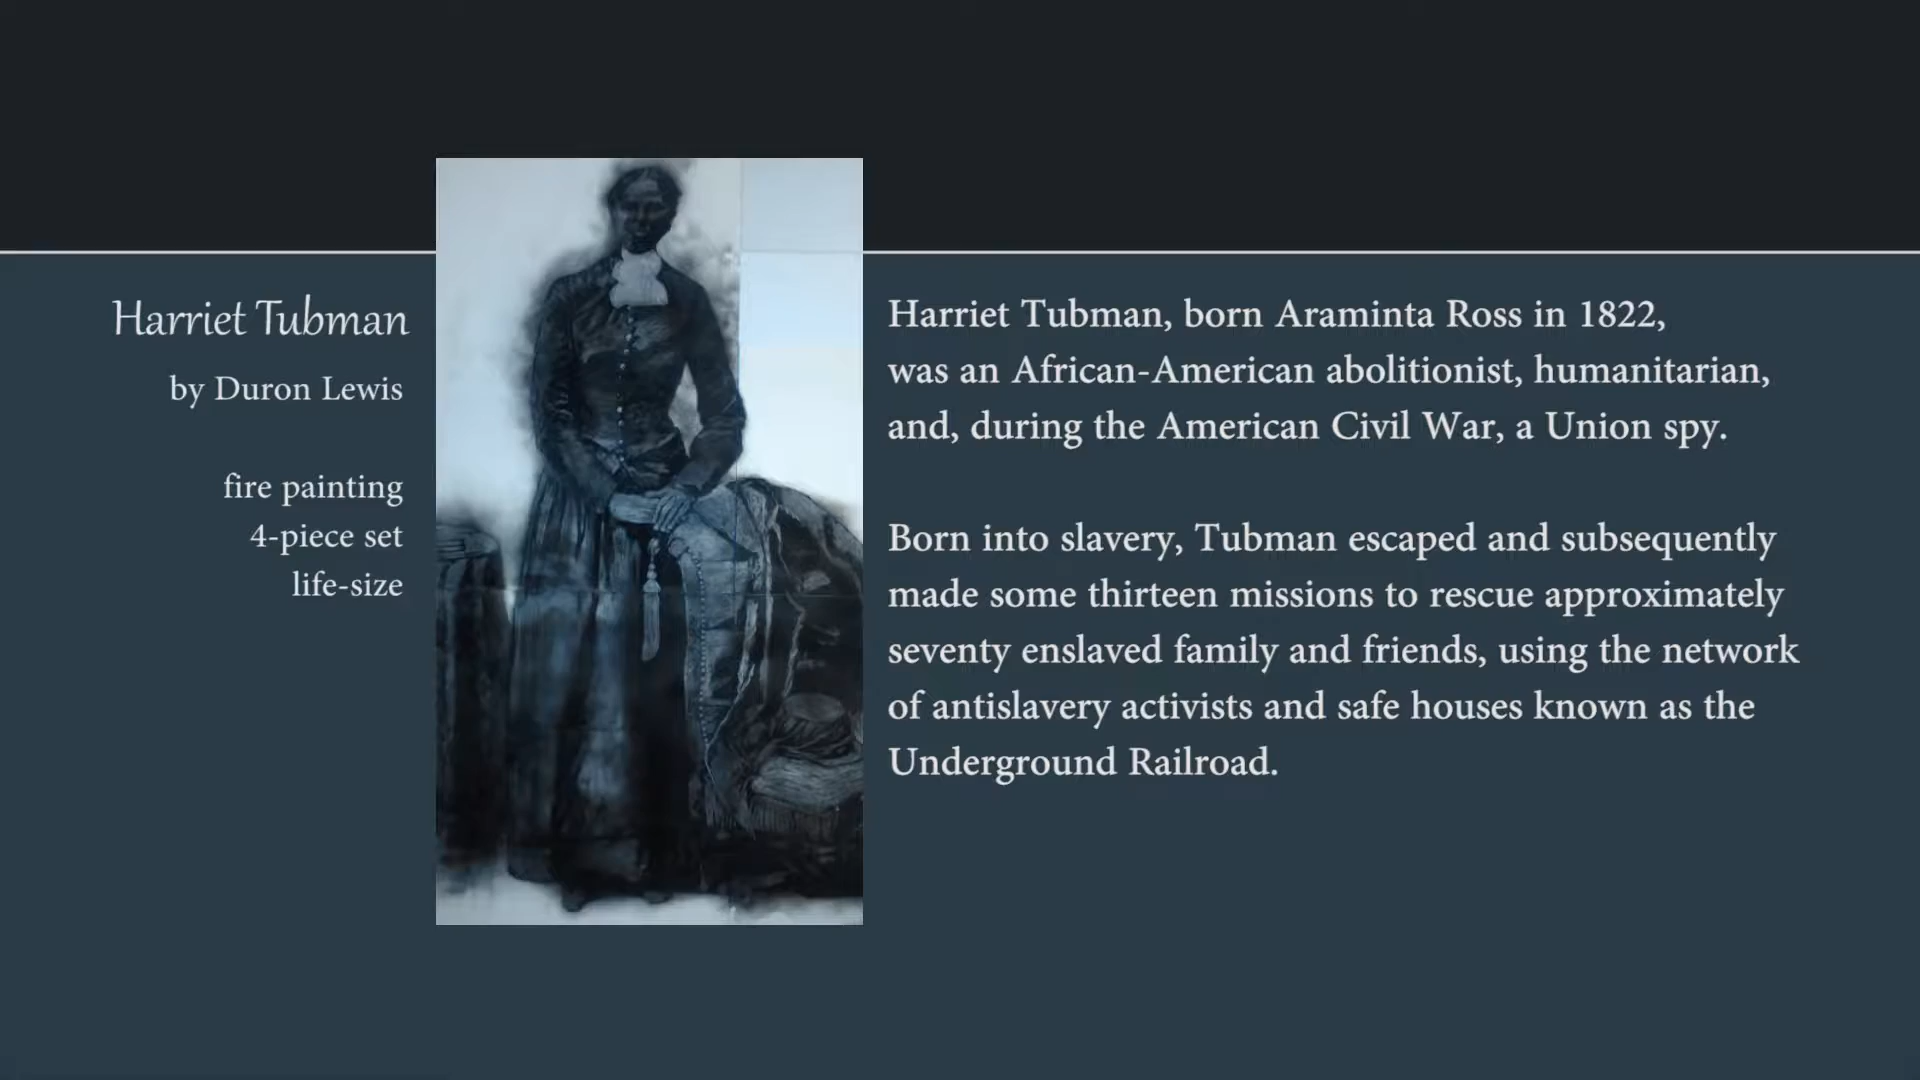 Harriet Tubman
by Duron Lewis
fire painting
4-piece set
life-size
Harriet Tubman, born Araminta Ross in 1822,
was an African-American abolitionist, humanitarian,
and, during the American Civil War, a Union spy.
Born into slavery, Tubman escaped and subsequently
made some thirteen missions to rescue approximately
seventy enslaved family and friends, using the network
of antislavery activists and safe houses known as the
Underground Railroad.